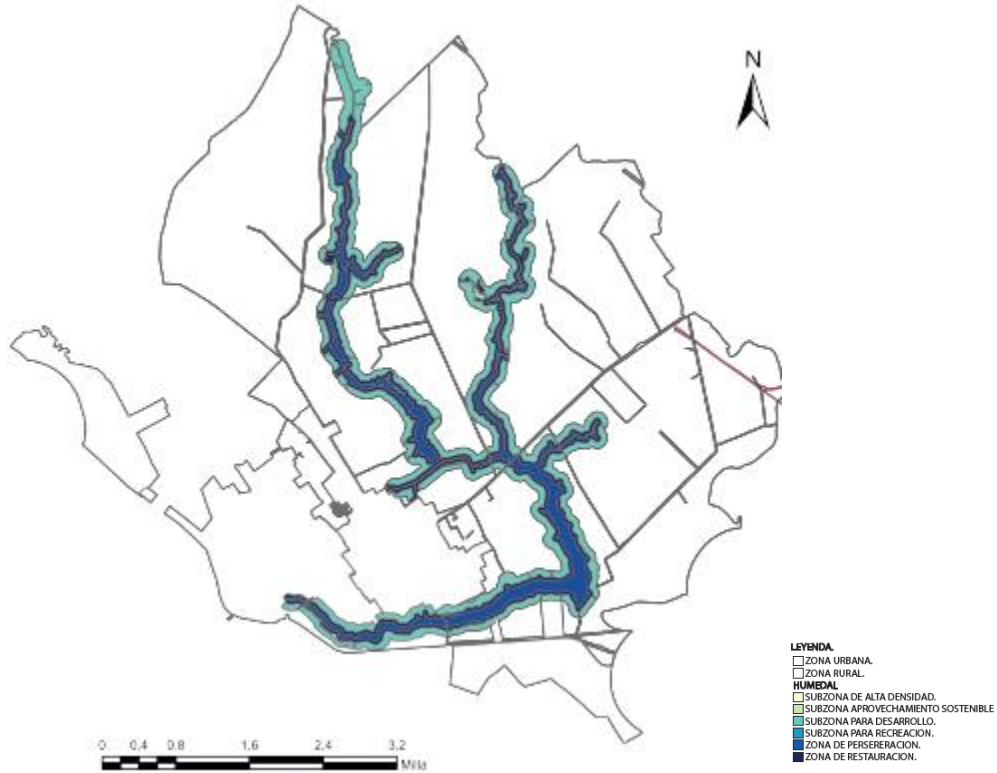 N
LEYENDA.
ZONA URBANA.
ZONA RURAL.
HUMEDAL
SUBZONA DE ALTA DENSIDAD.
SUBZONA APROVECHAMIENTO SOSTENIBLE
SUBZONA PARA DESARROLLO.
SUBZONA PARA RECREACION.
ZONA DE PERSERERACION.
ZONA DE RESTAURACION.
0 0.4 0.8 1.6 2.4 3.2
Milla